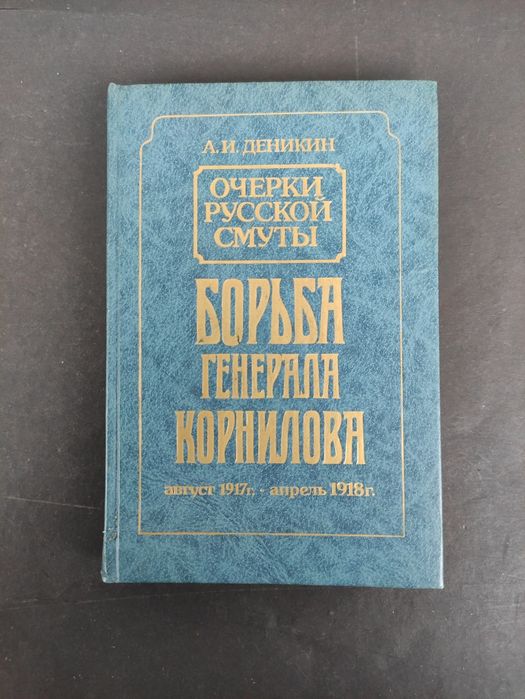 А. И. ДЕНИКИН
ОЧЕРКИ
РУССКОЙ
СМУТЫ
БОРЬБА
ГЕНЕРАЛА
КОРНИЛОВА
август 1917г. - апрель 1918г.